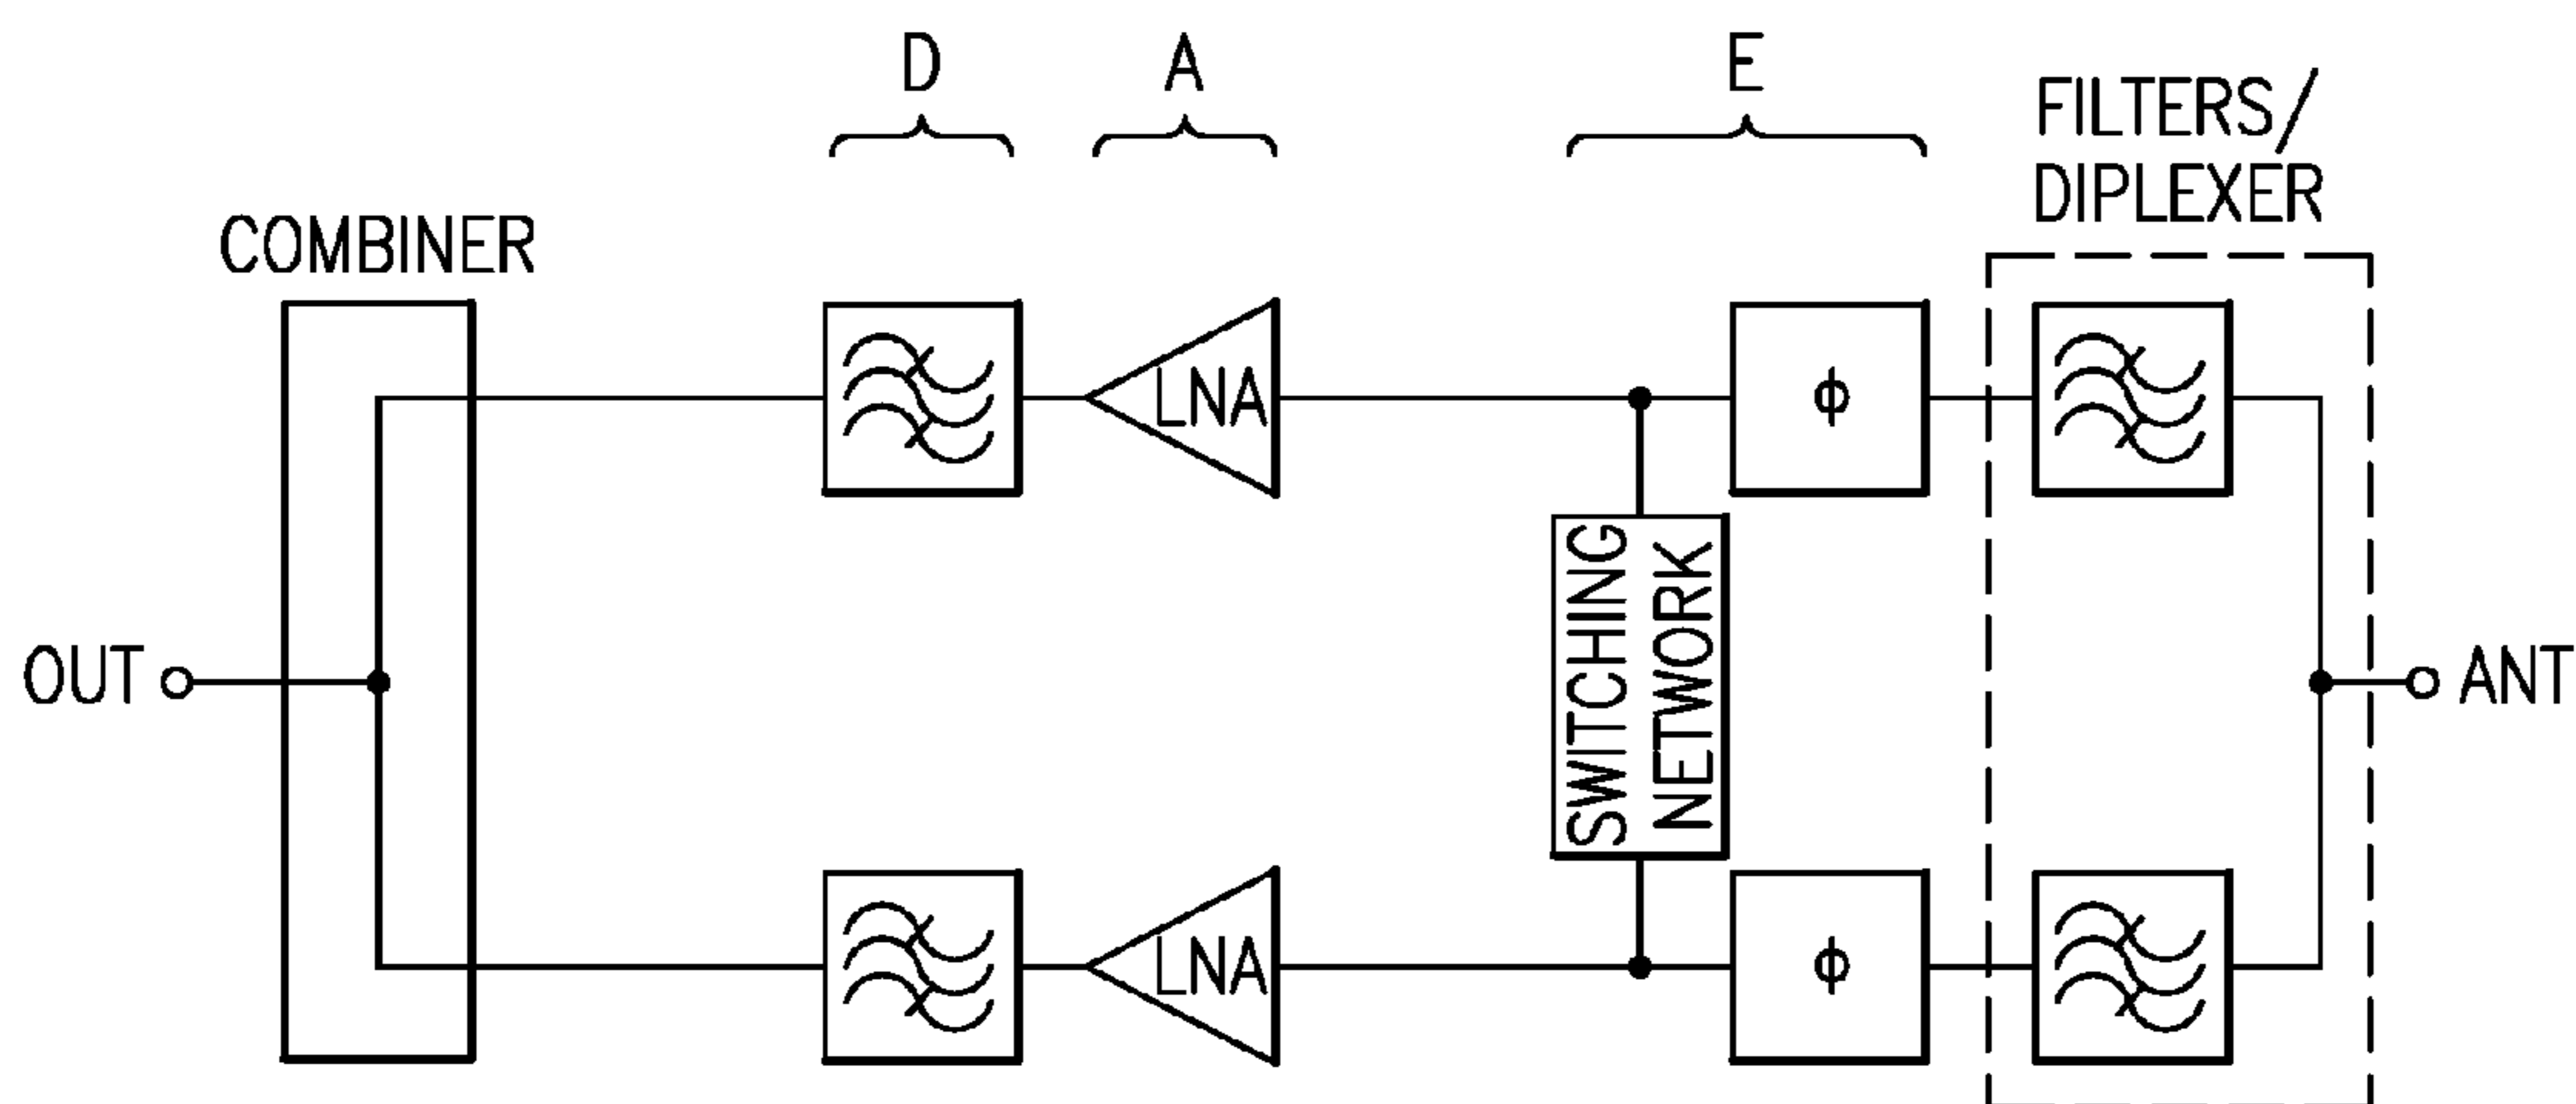 D
A
E
FILTERS/
DIPLEXER
COMBINER
LNA
ϕ
SWITCHING
NETWORK
OUT
ANT
LNA
ϕ